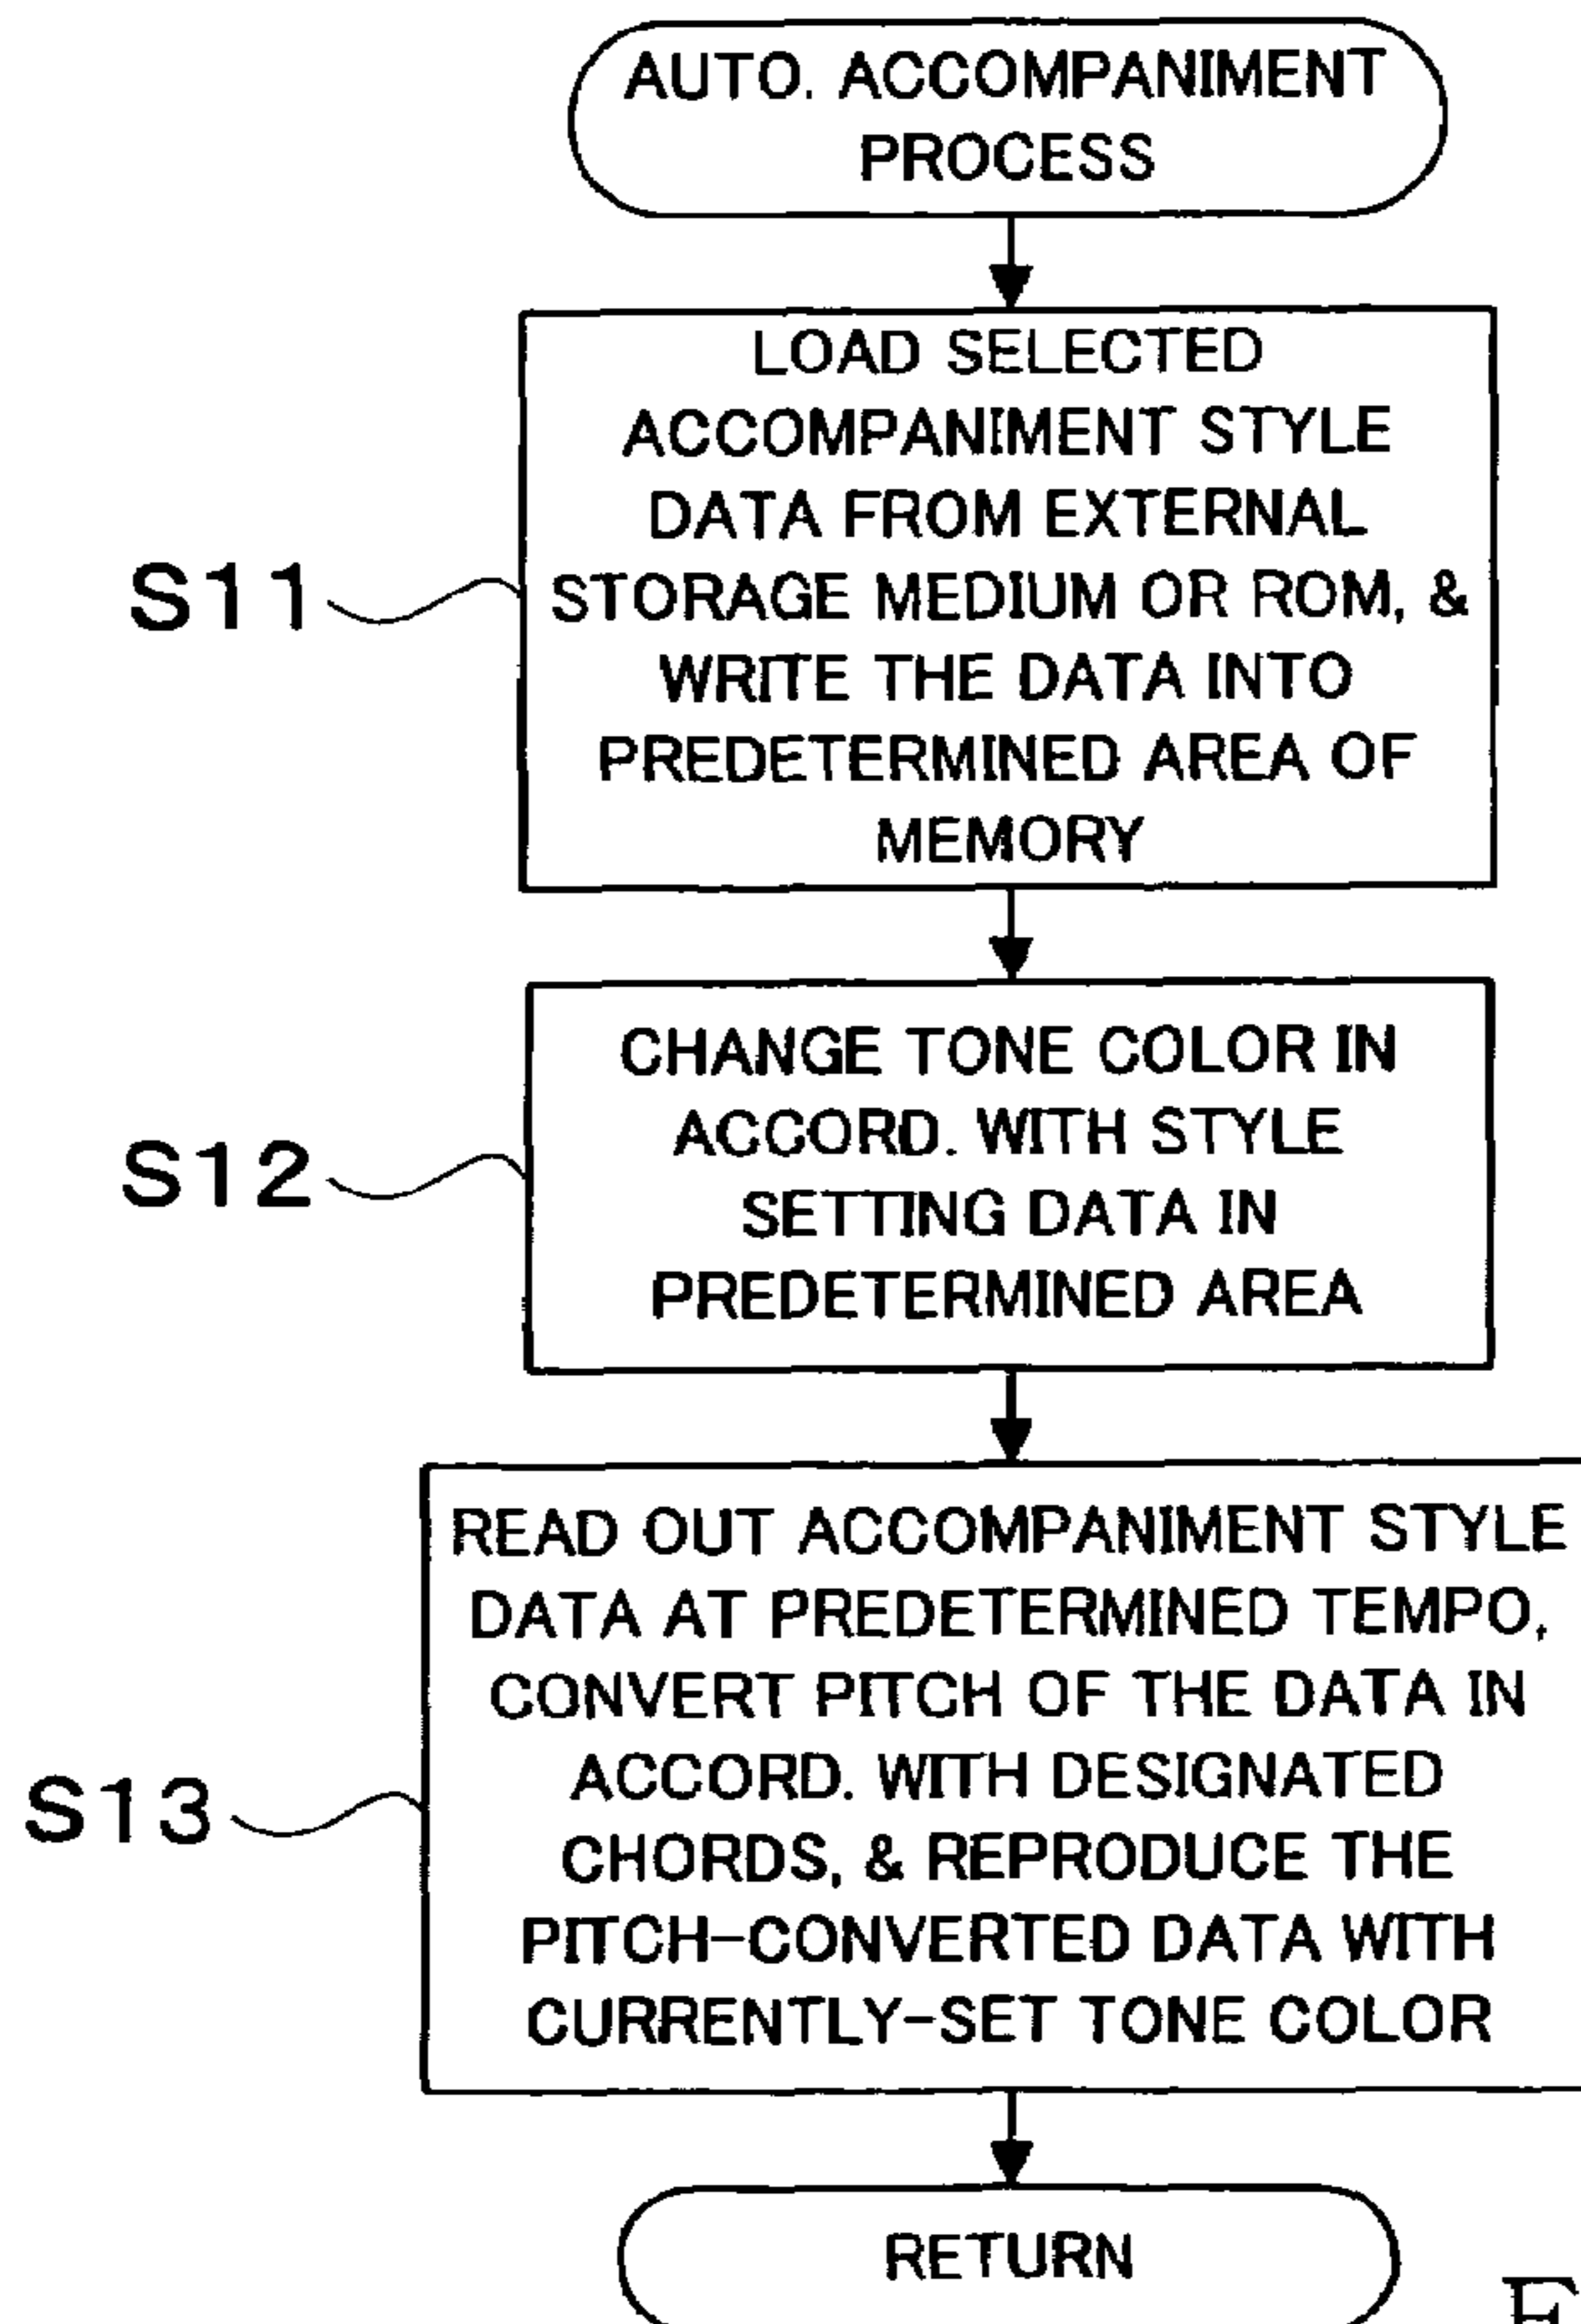 AUTO. ACCOMPANIMENT
PROCESS
LOAD SELECTED
ACCOMPANIMENT STYLE
DATA FROM EXTERNAL
S11
STORAGE MEDIUM OR ROM, &
WRITE THE DATA INTO
PREDETERMINED AREA OF
MEMORY
CHANGE TONE COLOR IN
ACCORD. WITH STYLE
S12
SETTING DATA IN
PREDETERMINED AREA
READ OUT ACCOMPANIMENT STYLE
DATA AT PREDETERMINED TEMPO,
CONVERT PITCH OF THE DATA IN
ACCORD. WITH DESIGNATED
S13
CHORDS, & REPRODUCE THE
PITCH-CONVERTED DATA WITH
CURRENTLY-SET TONE COLOR
RETURN